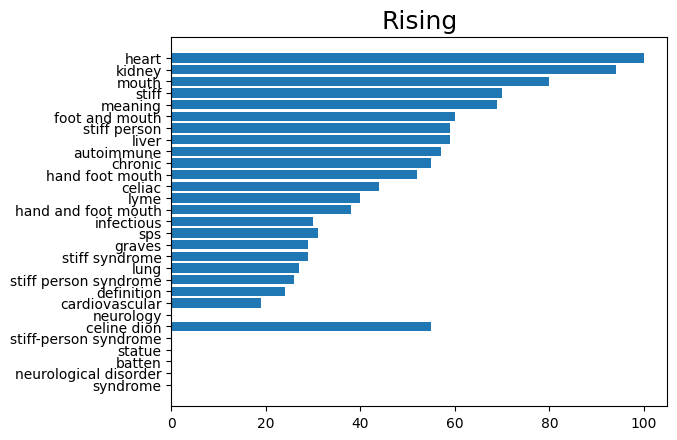 Rising
heart
kidney
mouth
stiff
meaning
foot and mouth
stiff person
liver
autoimmune
chronic
hand foot mouth
celiac
lyme
hand and foot mouth
infectious
sps
graves
stiff syndrome
lung
stiff person syndrome
definition
cardiovascular
neurology
celine dion
stiff-person syndrome
statue
batten
neurological disorder
syndrome
0 20 40 60 80 100